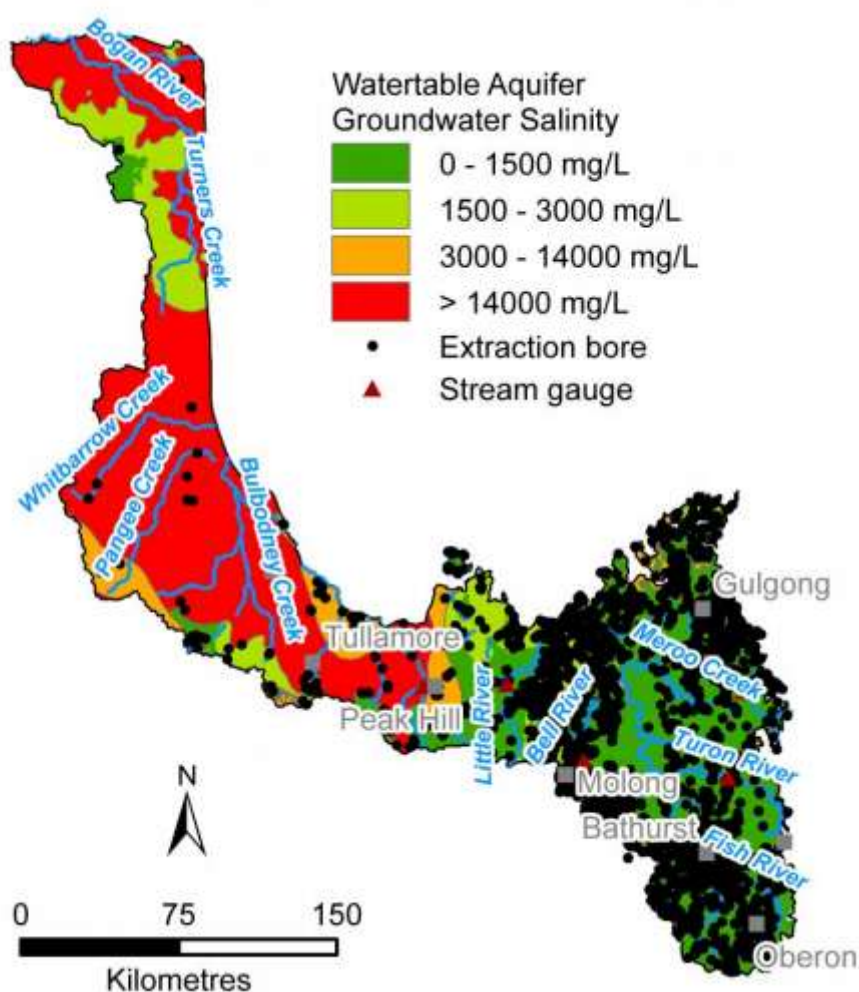 Bogan River
Turners Creek
Watertable Aquifer
Groundwater Salinity
0 - 1500 mg/L
1500 - 3000 mg/L
3000 - 14000 mg/L
> 14000 mg/L
Extraction bore
Stream gauge
Whitbarrow Creek
Pangee Creek
Bulbodney Creek
Gulgong
Tullamore
Meroo Creek
Peak Hill
Little River
Bell River
Turon River
Molong
Bathurst
Fish River
Oberon
N
0 75 150
Kilometres